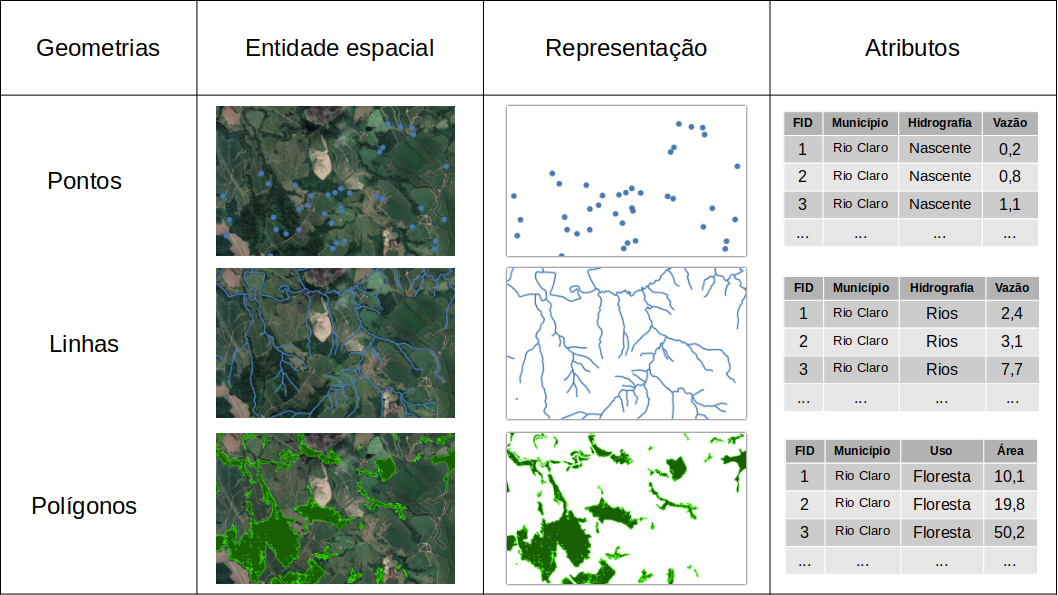 Geometrias Entidade espacial Representação Atributos
Pontos
FID Município Hidrografia Vazão
1 Rio Claro Nascente 0,2
2 Rio Claro Nascente 0,8
3 Rio Claro Nascente 1,1
... ... ... ...
Linhas
FID Município Hidrografia Vazão
1 Rio Claro Rios 2,4
2 Rio Claro Rios 3,1
3 Rio Claro Rios 7,7
... ... ... ...
Polígonos
FID Município Uso Área
1 Rio Claro Floresta 10,1
2 Rio Claro Floresta 19,8
3 Rio Claro Floresta 50,2
... ... ... ...